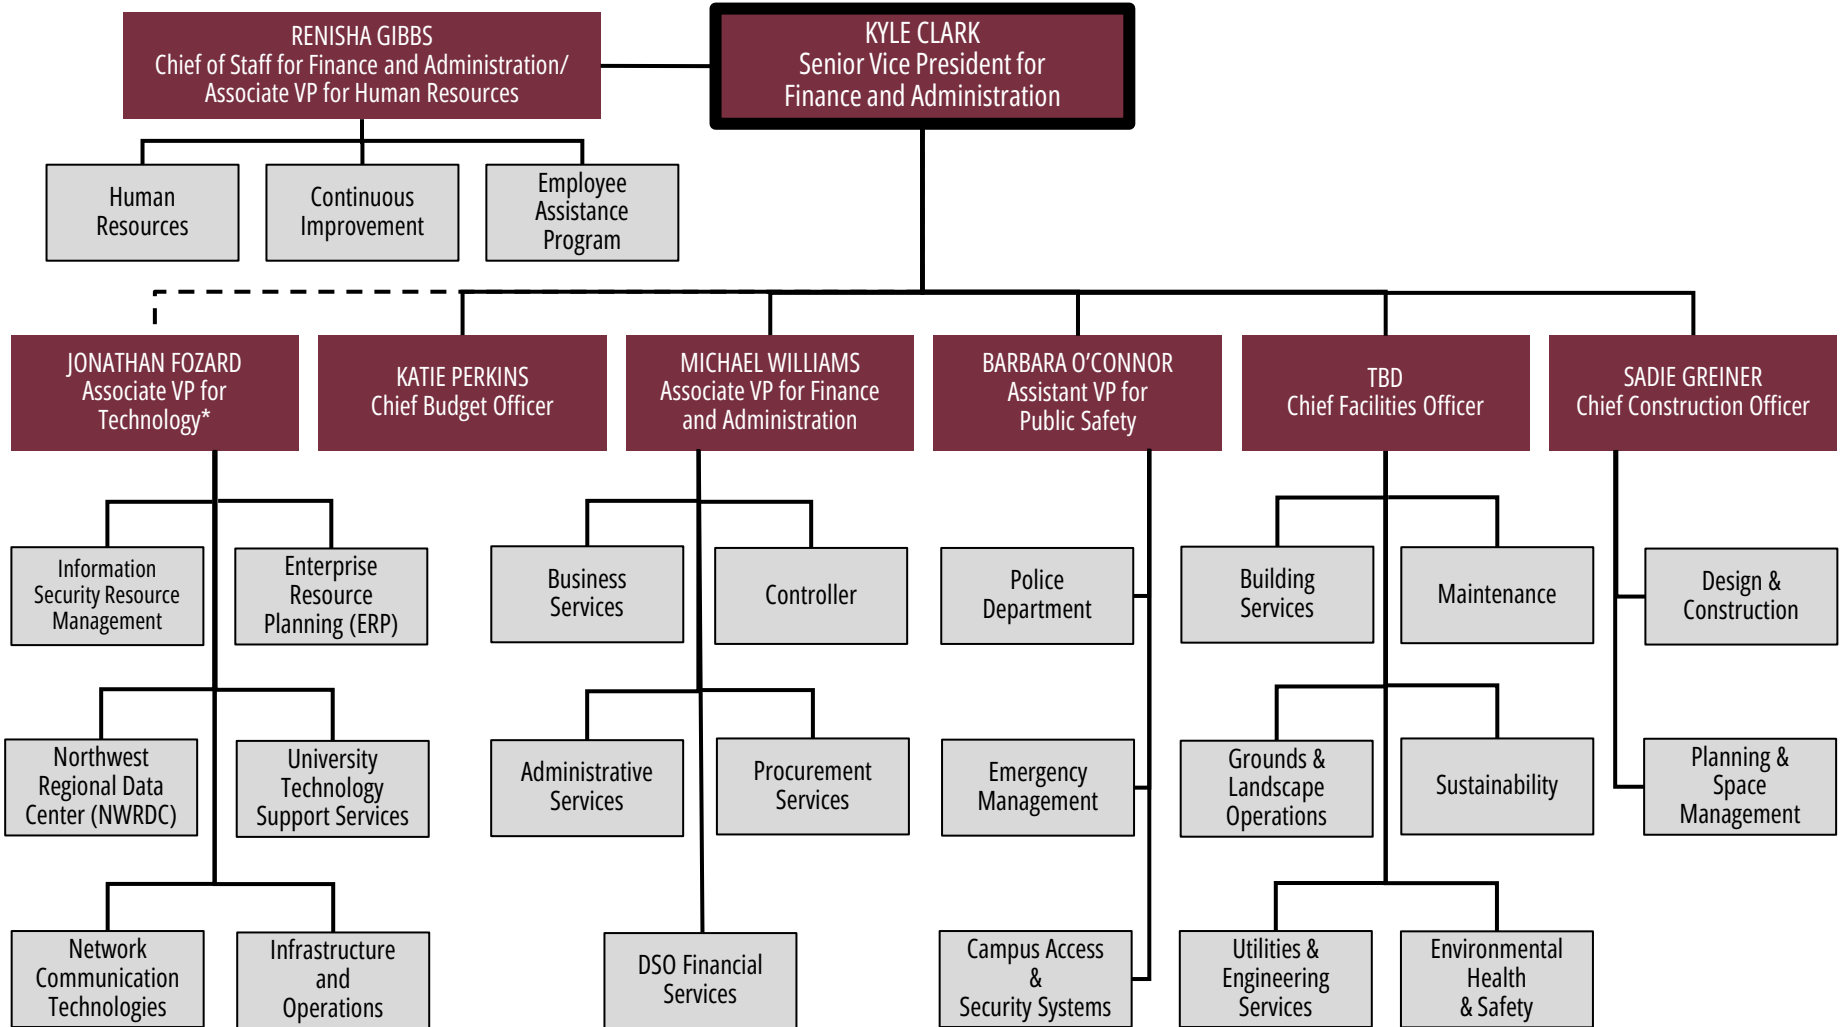 RENISHA GIBBS
Chief of Staff for Finance and Administration/
Associate VP for Human Resources
KYLE CLARK
Senior Vice President for
Finance and Administration
Human
Resources
Continuous
Improvement
Employee
Assistance
Program
JONATHAN FOZARD
Associate VP for
Technology*
KATIE PERKINS
Chief Budget Officer
MICHAEL WILLIAMS
Associate VP for Finance
and Administration
BARBARA O’CONNOR
Assistant VP for
Public Safety
TBD
Chief Facilities Officer
SADIE GREINER
Chief Construction Officer
Information
Security Resource
Management
Enterprise
Resource
Planning (ERP)
Business
Services
Controller
Police
Department
Building
Services
Maintenance
Design &
Construction
Northwest
Regional Data
Center (NWRDC)
University
Technology
Support Services
Administrative
Services
Procurement
Services
Emergency
Management
Grounds &
Landscape
Operations
Sustainability
Planning &
Space
Management
Network
Communication
Technologies
Infrastructure
and
Operations
DSO Financial
Services
Campus Access
&
Security Systems
Utilities &
Engineering
Services
Environmental
Health
& Safety